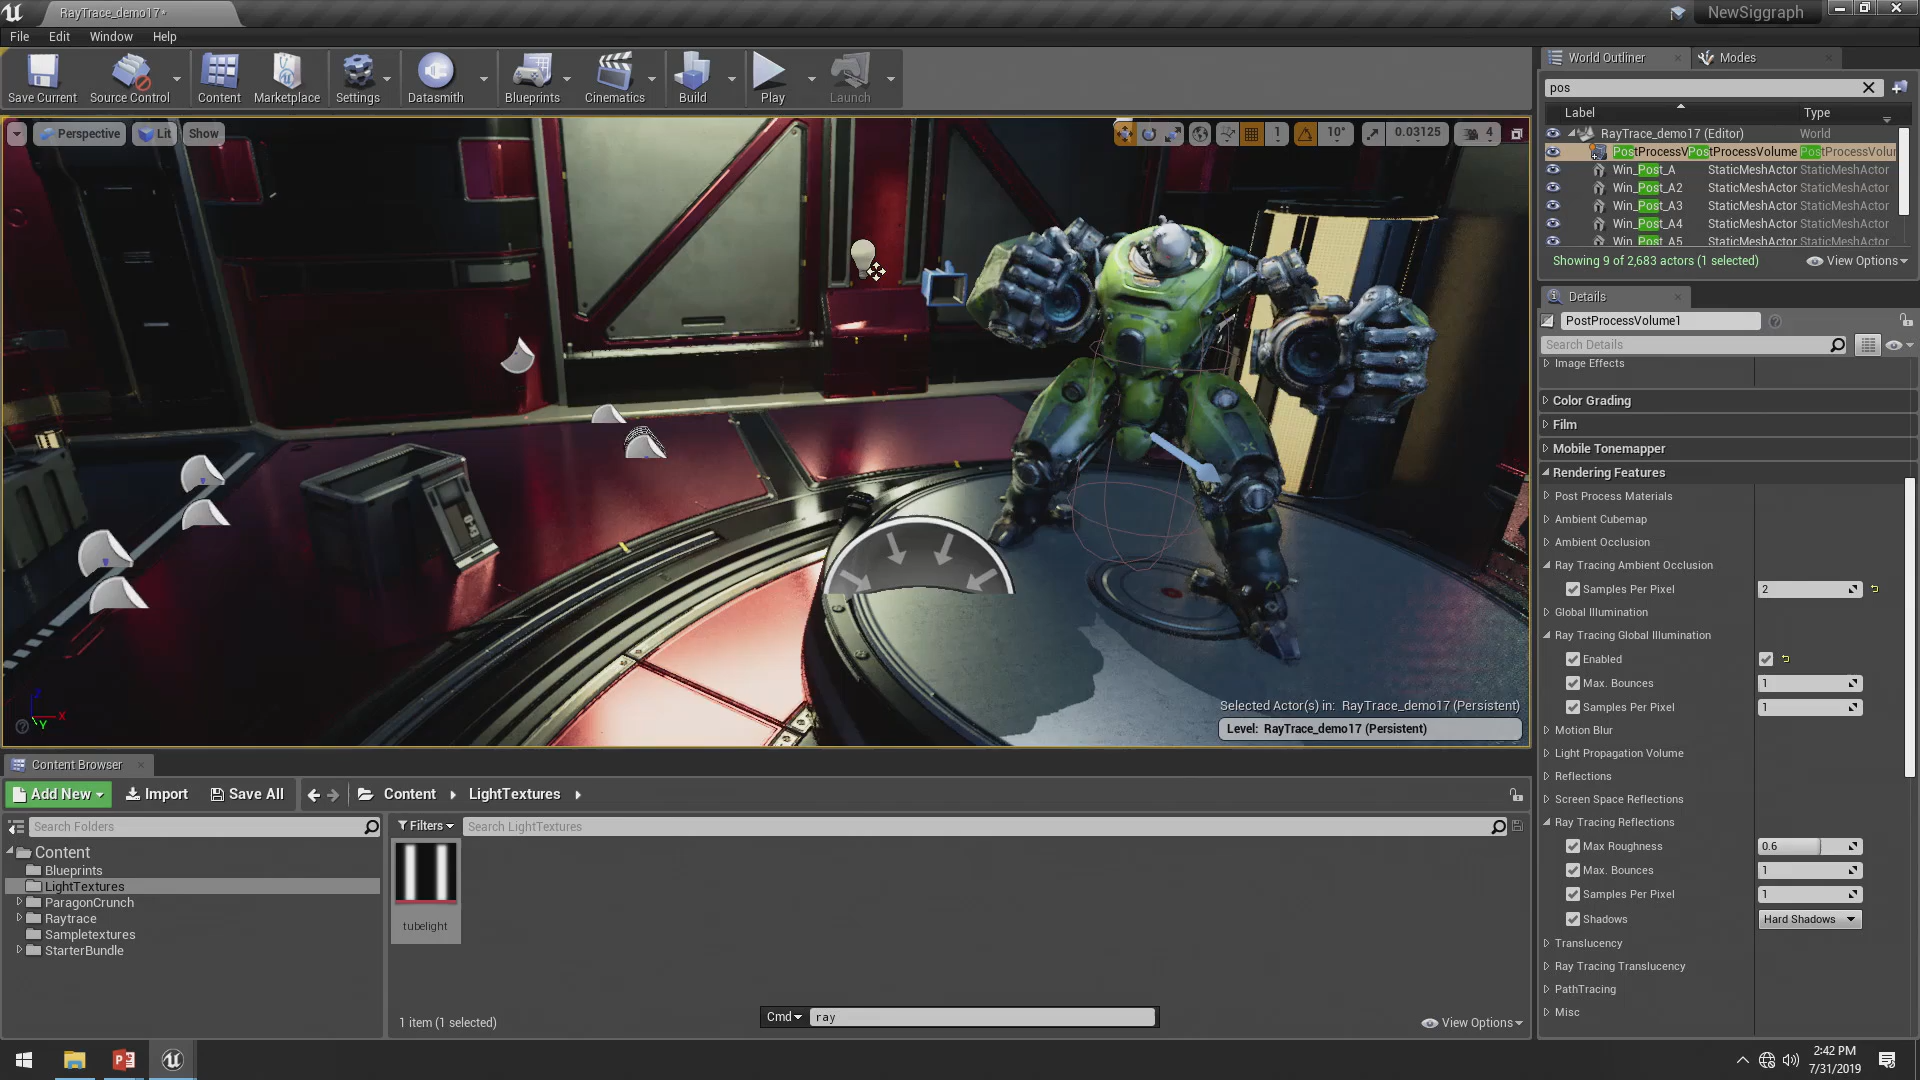 RayTrace_demo17*
NewSiggraph
File Edit Window Help
Save Current Source Control Content Marketplace Settings Datasmith Blueprints Cinematics Build Play Launch
Perspective Lit Show
1 10° 0.03125 4
Selected Actor(s) in: RayTrace_demo17 (Persistent)
Level: RayTrace_demo17 (Persistent)
X
Y
World Outliner Modes
pos
Label Type
RayTrace_demo17 (Editor) World
PostProcessV PostProcessVolume PostProcessVolur
Win_Post_A StaticMeshActor StaticMeshActor
Win_Post_A2 StaticMeshActor StaticMeshActor
Win_Post_A3 StaticMeshActor StaticMeshActor
Win_Post_A4 StaticMeshActor StaticMeshActor
Win_Post_A5 StaticMeshActor StaticMeshActor
Showing 9 of 2,683 actors (1 selected) View Options
Details
PostProcessVolume1
Search Details
Image Effects
Color Grading
Film
Mobile Tonemapper
Rendering Features
Post Process Materials
Ambient Cubemap
Ambient Occlusion
Ray Tracing Ambient Occlusion
Samples Per Pixel 2
Global Illumination
Ray Tracing Global Illumination
Enabled
Max. Bounces 1
Samples Per Pixel 1
Motion Blur
Light Propagation Volume
Reflections
Screen Space Reflections
Ray Tracing Reflections
Max Roughness 0.6
Max. Bounces 1
Samples Per Pixel 1
Shadows Hard Shadows
Translucency
Ray Tracing Translucency
PathTracing
Misc
Content Browser
Add New Import Save All Content LightTextures
Search Folders
Filters Search LightTextures
Content
Blueprints
LightTextures
ParagonCrunch
Raytrace
Sampletextures
StarterBundle
tubelight
1 item (1 selected)
View Options
Cmd ray
2:42 PM
7/31/2019